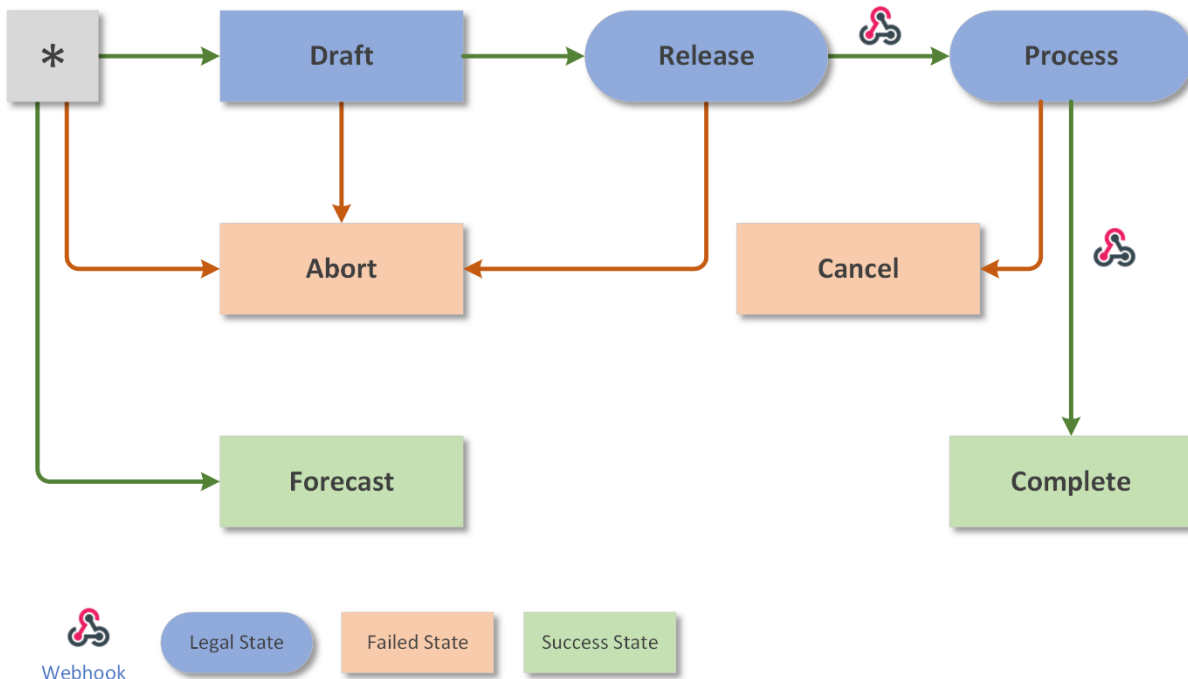 *
Draft
Release
Process
Abort
Cancel
Forecast
Complete
Legal State
Failed State
Success State
Webhook